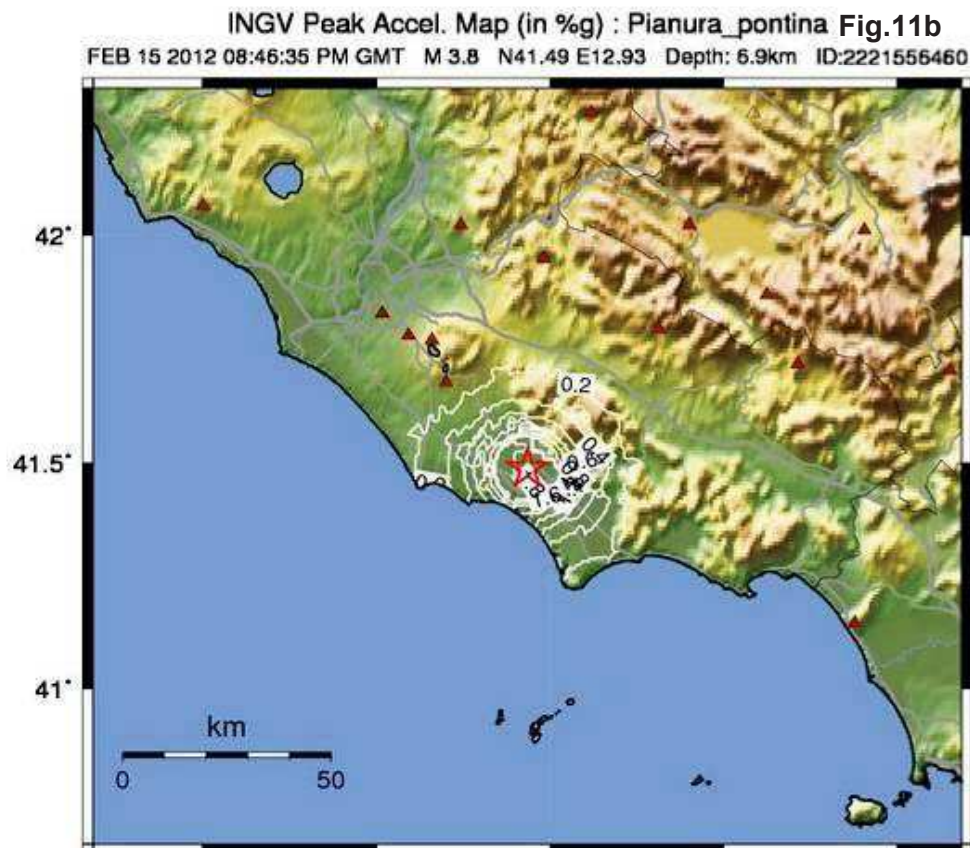 INGV Peak Accel. Map (in %g) : Pianura_pontina Fig.11b
FEB 15 2012 08:46:35 PM GMT M 3.8 N41.49 E12.93 Depth: 6.9km ID:2221556460
42°
0.2
41.5°
41°
km
0 50